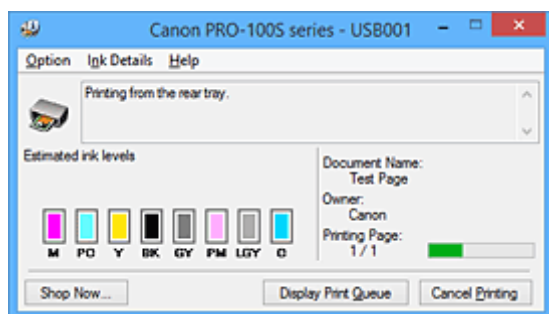 Canon PRO-100S series - USB001
Option Ink Details Help
Printing from the rear tray.
Estimated ink levels
M PC Y BK GY PM LGY C
Document Name:
Test Page
Owner:
Canon
Printing Page:
1 / 1
Shop Now... Display Print Queue Cancel Printing